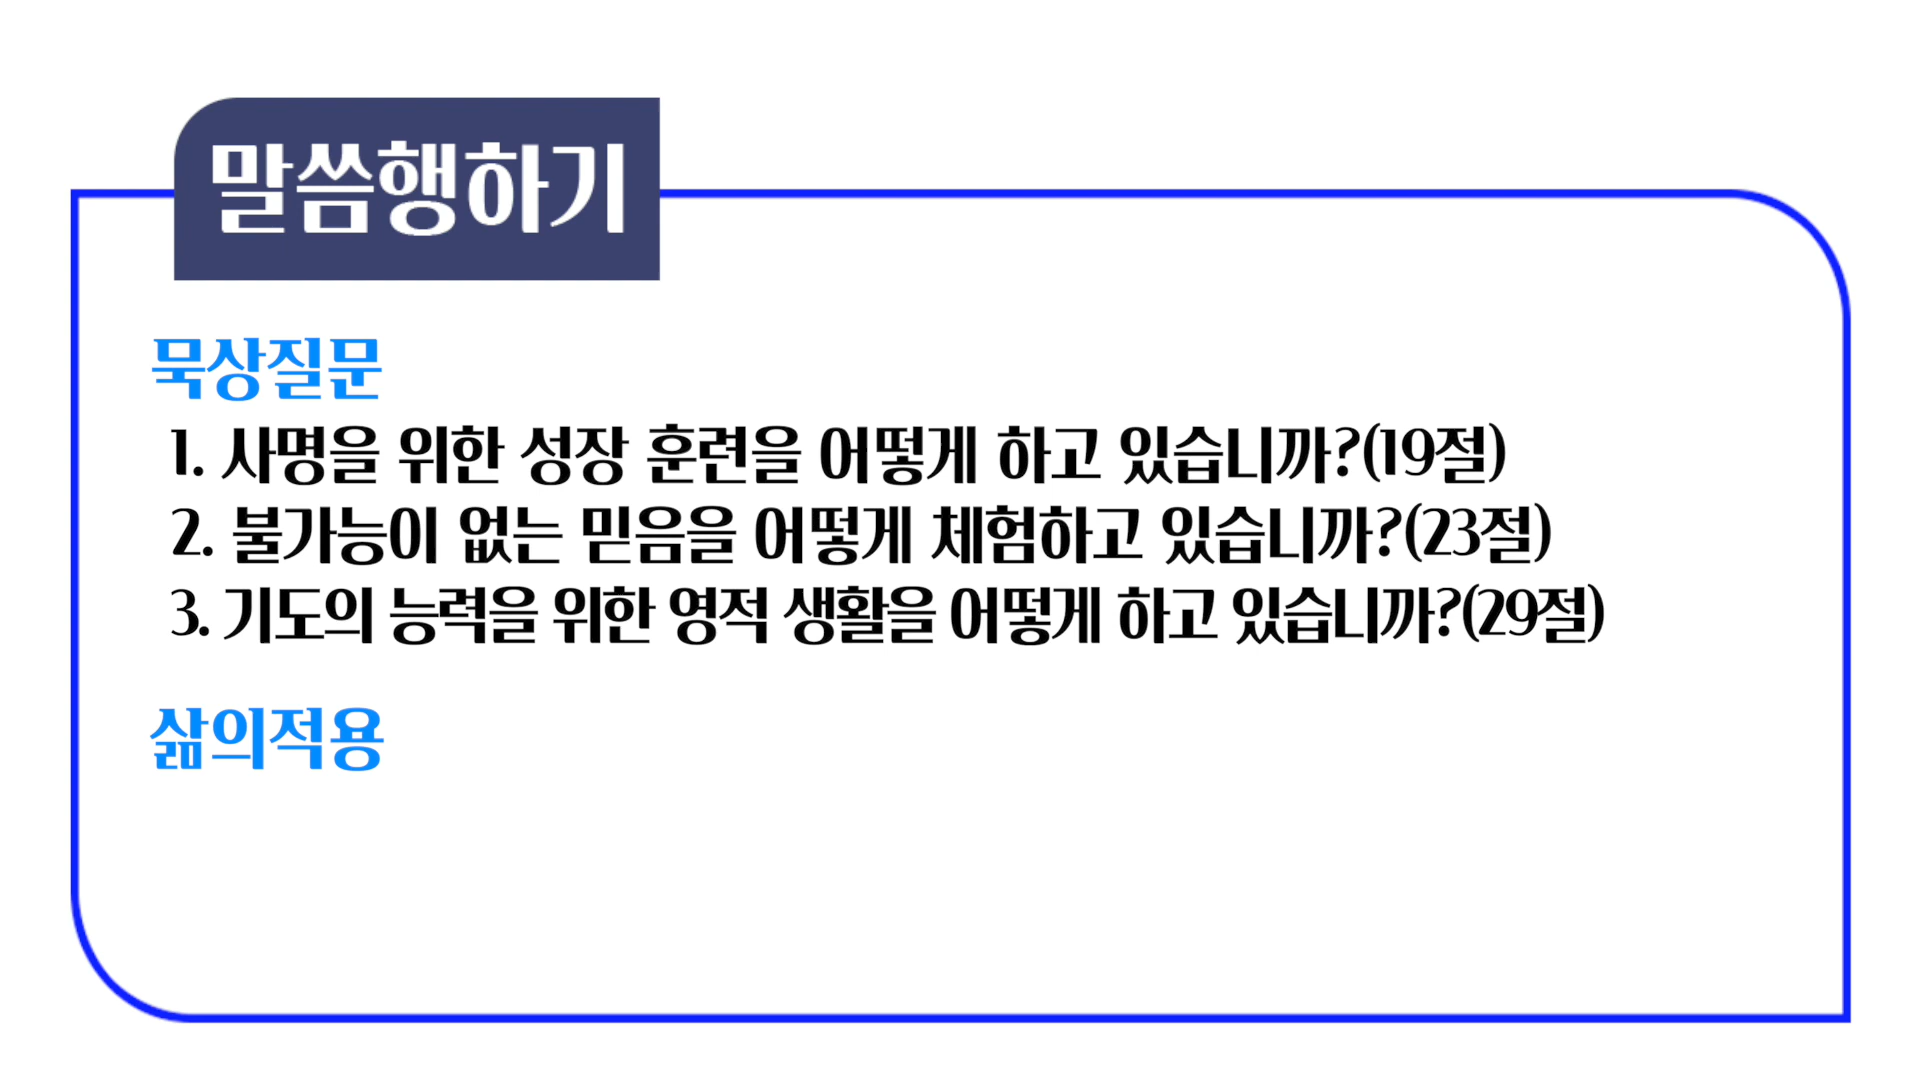 말씀행하기
묵상질문
1. 사명을 위한 성장 훈련을 어떻게 하고 있습니까?(19절)
2. 불가능이 없는 믿음을 어떻게 체험하고 있습니까?(23절)
3. 기도의 능력을 위한 영적 생활을 어떻게 하고 있습니까?(29절)
삶의적용